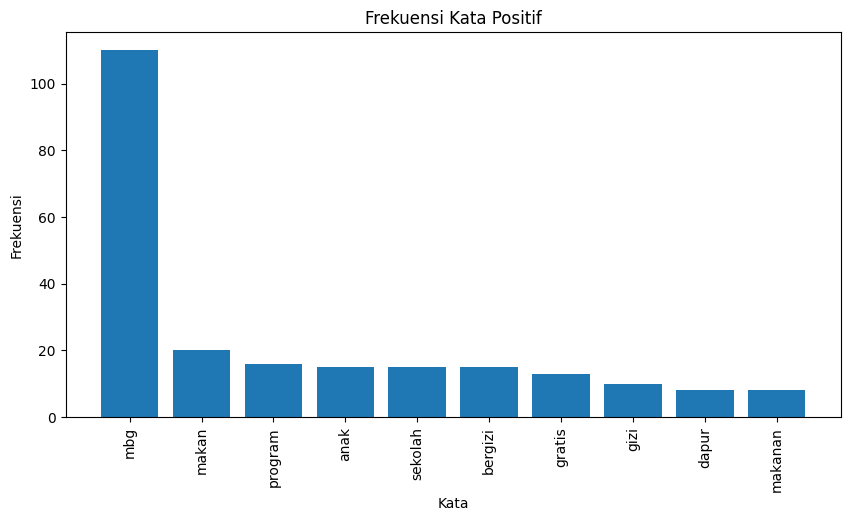 Frekuensi Kata Positif
Frekuensi
100
80
60
40
20
0
mbg
makan
program
anak
sekolah
bergizi
gratis
gizi
dapur
makanan
Kata